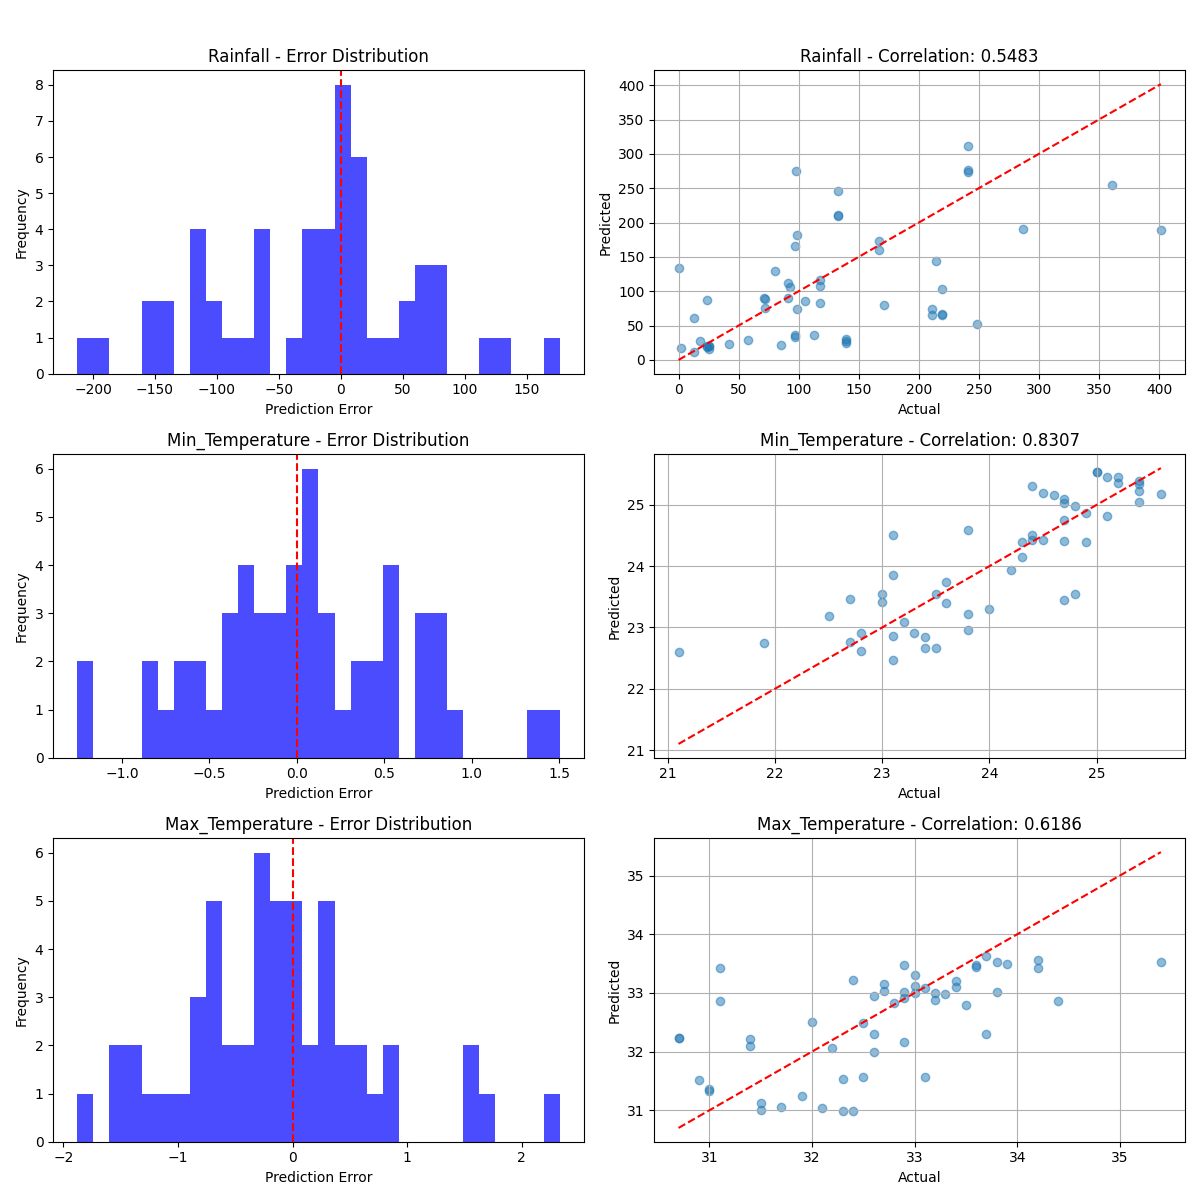 Rainfall - Error Distribution
8
7
6
5
4
3
2
1
0
Frequency
−200 −150 −100 −50 0 50 100 150
Prediction Error
Rainfall - Correlation: 0.5483
400
350
300
250
200
150
100
50
0
Predicted
0 50 100 150 200 250 300 350 400
Actual
Min_Temperature - Error Distribution
6
5
4
3
2
1
0
Frequency
−1.0 −0.5 0.0 0.5 1.0 1.5
Prediction Error
Min_Temperature - Correlation: 0.8307
25
24
23
22
21
Predicted
21 22 23 24 25
Actual
Max_Temperature - Error Distribution
6
5
4
3
2
1
0
Frequency
−2 −1 0 1 2
Prediction Error
Max_Temperature - Correlation: 0.6186
35
34
33
32
31
Predicted
31 32 33 34 35
Actual